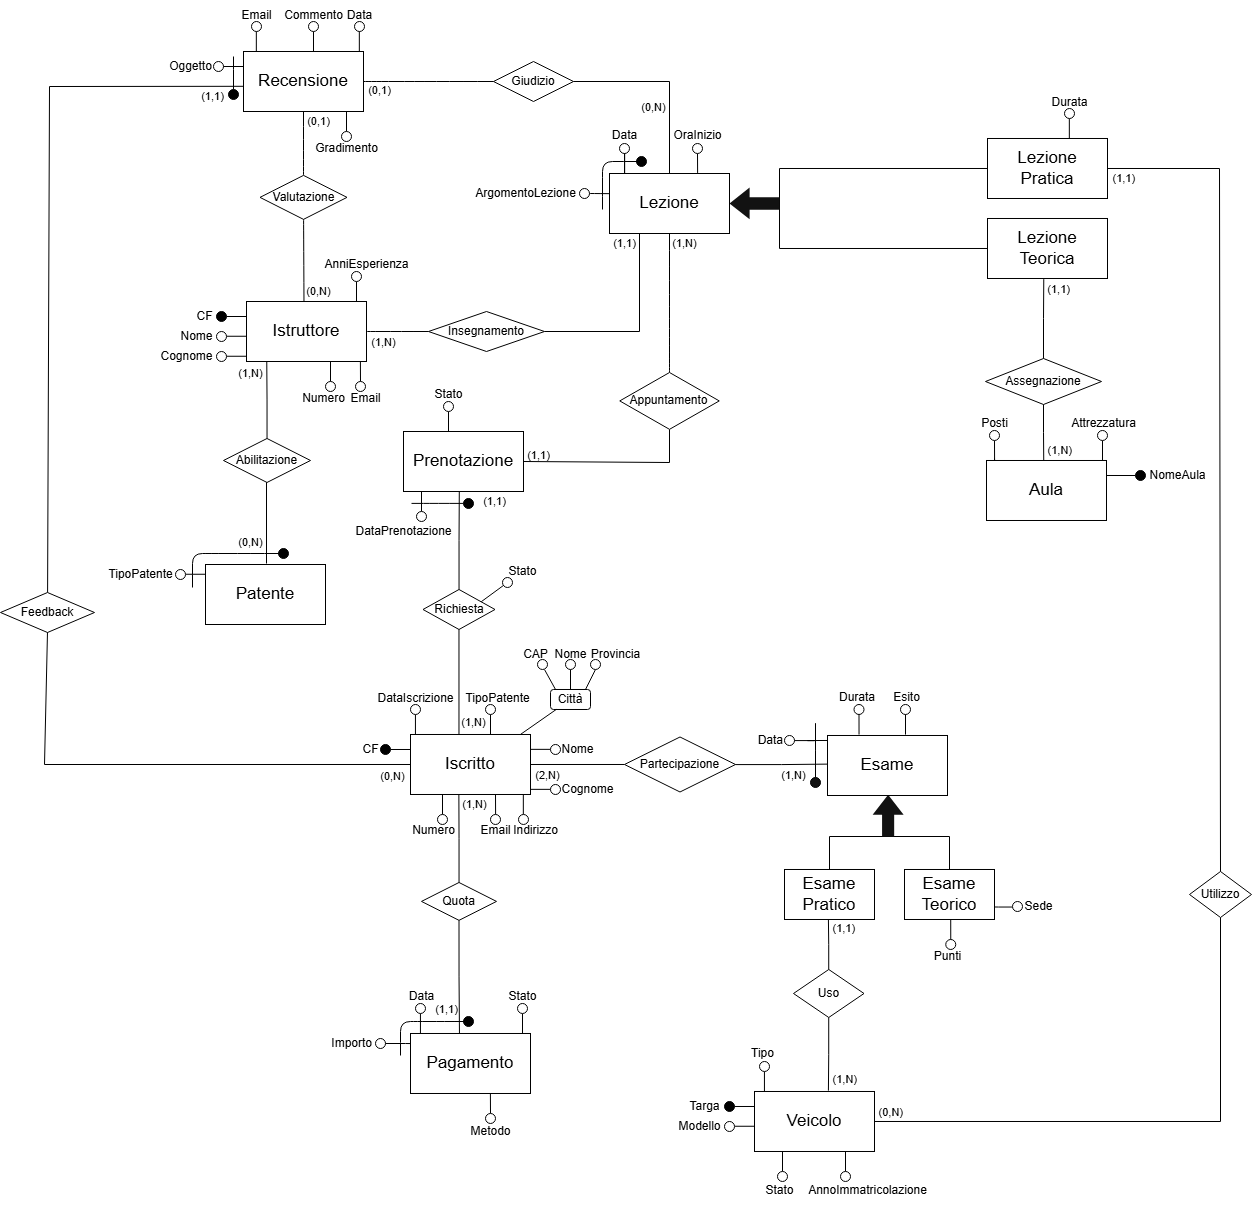 Email
Commento
Data
Oggetto
Recensione
(1,1)
(0,1)
Giudizio
(0,1)
Gradimento
(0,N)
Valutazione
Data
OraInizio
ArgomentoLezione
Lezione
(1,1)
(1,N)
Durata
Lezione
Pratica
(1,1)
Lezione
Teorica
(1,1)
AnniEsperienza
(0,N)
CF
Nome
Cognome
Istruttore
(1,N)
(1,N)
Numero
Email
Insegnamento
Appuntamento
Assegnazione
Stato
Prenotazione
(1,1)
(1,1)
DataPrenotazione
Posti
Attrezzatura
(1,N)
NomeAula
Aula
Abilitazione
(0,N)
TipoPatente
Patente
Feedback
Stato
Richiesta
CAP
Nome
Provincia
Città
DataIscrizione
TipoPatente
(1,N)
CF
Iscritto
Nome
(0,N)
(2,N)
Cognome
(1,N)
Numero
Email
Indirizzo
Partecipazione
Durata
Esito
Data
(1,N)
Esame
Esame
Pratico
(1,1)
Esame
Teorico
Sede
Punti
Utilizzo
Quota
Uso
Data
(1,1)
Stato
Importo
Pagamento
Metodo
Tipo
(1,N)
Targa
Modello
Veicolo
(0,N)
Stato
AnnoImmatricolazione